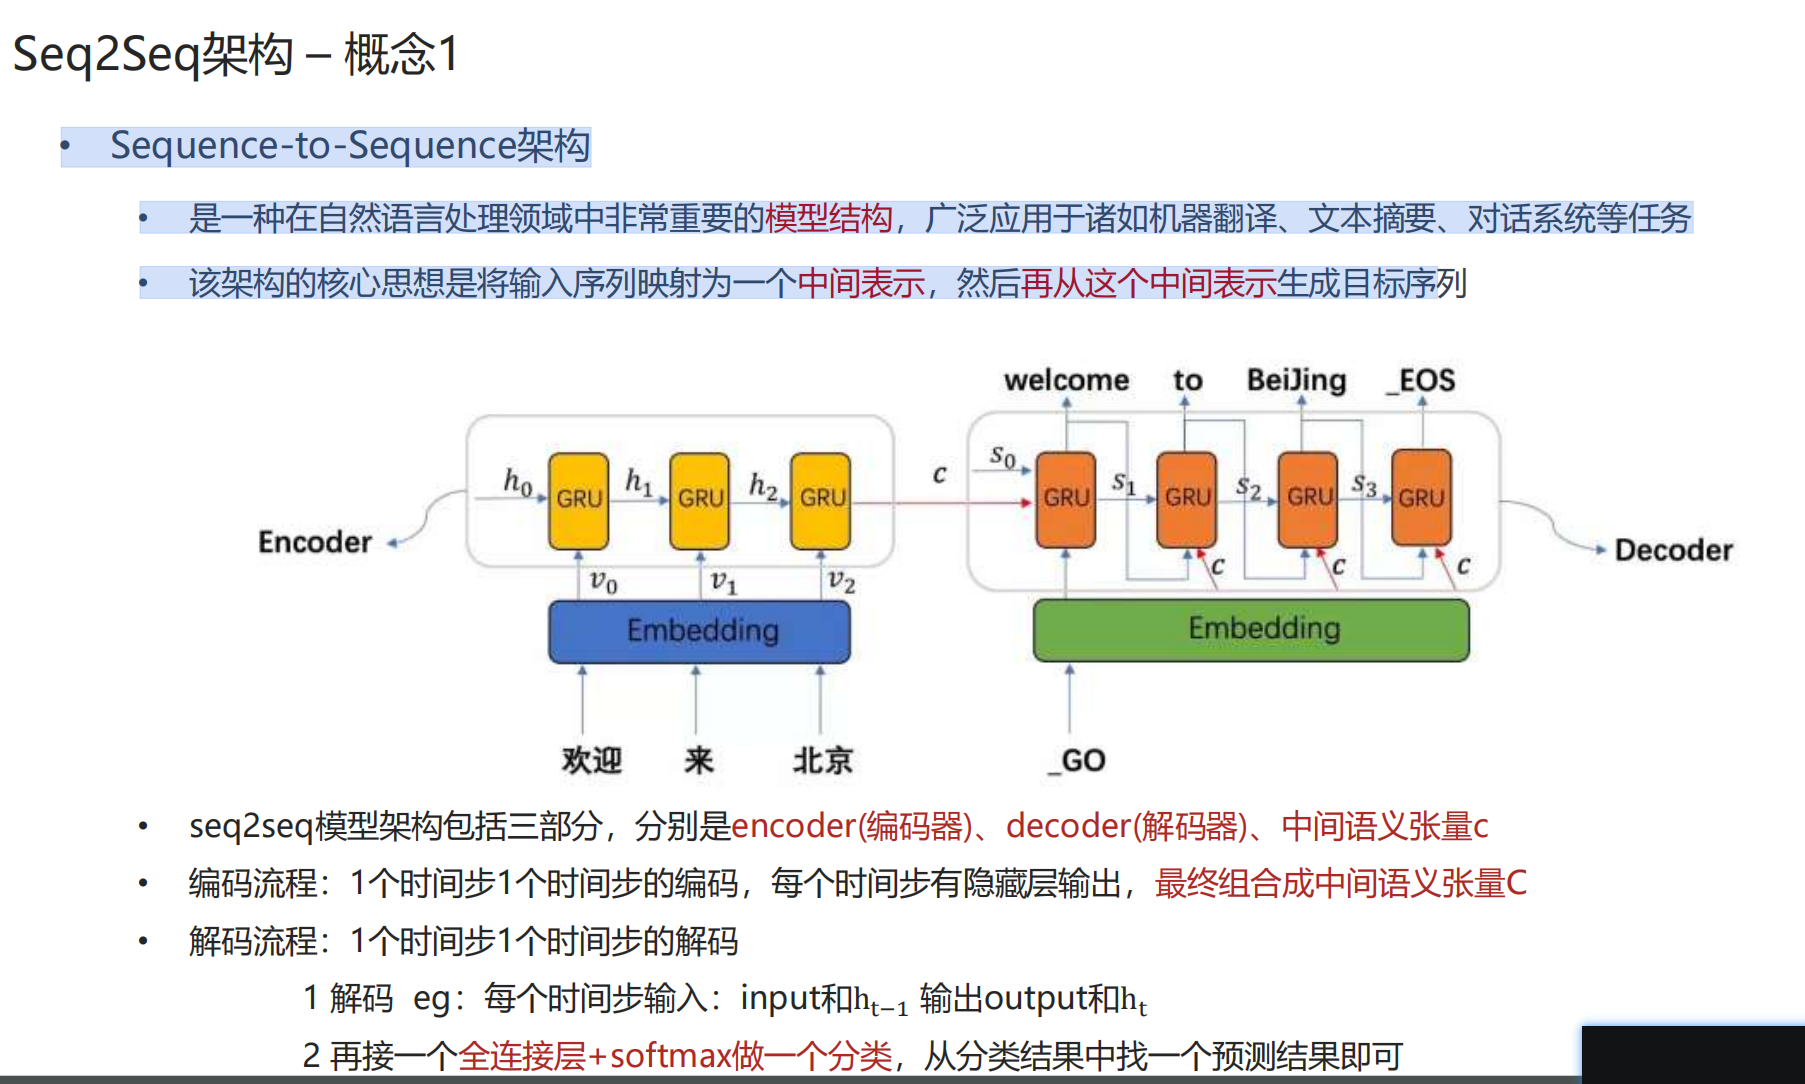 Seq2Seq架构 – 概念1
• Sequence-to-Sequence架构
• 是一种在自然语言处理领域中非常重要的模型结构，广泛应用于诸如机器翻译、文本摘要、对话系统等任务
• 该架构的核心思想是将输入序列映射为一个中间表示，然后再从这个中间表示生成目标序列
welcome to BeiJing _EOS
h₀ GRU h₁ GRU h₂ GRU c s₀ GRU s₁ GRU s₂ GRU s₃ GRU
Encoder
Decoder
v₀ v₁ v₂ c c c
Embedding Embedding
欢迎 来 北京 _GO
• seq2seq模型架构包括三部分，分别是encoder(编码器)、decoder(解码器)、中间语义张量c
• 编码流程：1个时间步1个时间步的编码，每个时间步有隐藏层输出，最终组合成中间语义张量C
• 解码流程：1个时间步1个时间步的解码
1 解码 eg：每个时间步输入：input和hₜ₋₁ 输出output和hₜ
2 再接一个全连接层+softmax做一个分类，从分类结果中找一个预测结果即可